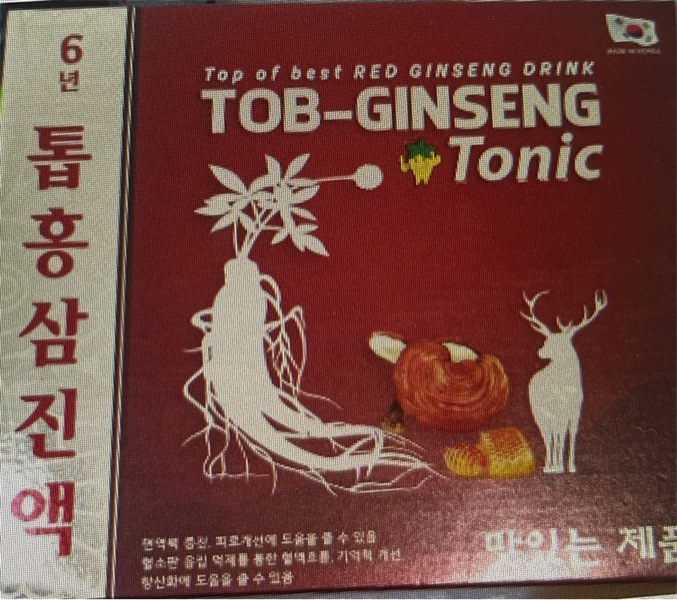 6
년
톱
홍
삼
진
액
MADE IN KOREA
Top of best RED GINSENG DRINK
TOB-GINSENG
Tonic
면역력 증진, 피로개선에 도움을 줄 수 있음
혈소판 응집 억제를 통한 혈액흐름, 기억력 개선
항산화에 도움을 줄 수 있음
맛있는 제품